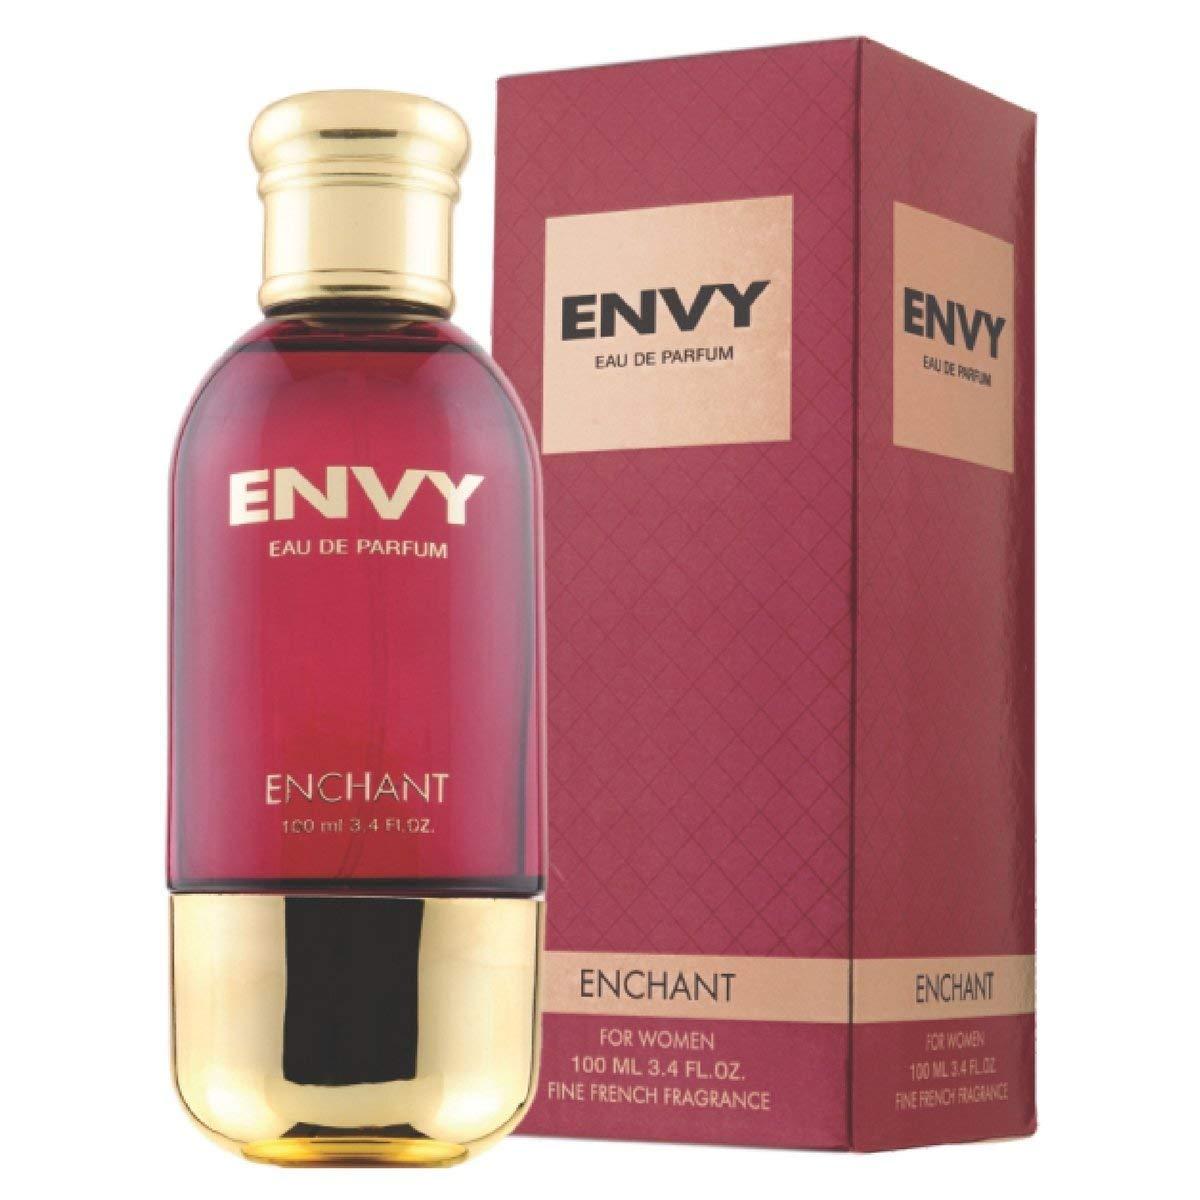 ENVY
EAU DE PARFUM
ENCHANT
100 ml 3.4 FL.OZ.
ENVY
EAU DE PARFUM
ENCHANT
FOR WOMEN
100 ML 3.4 FL.OZ.
FINE FRENCH FRAGRANCE
ENVY
EAU DE PARFUM
ENCHANT
FOR WOMEN
100 ML 3.4 FL.OZ.
FINE FRENCH FRAGRANCE